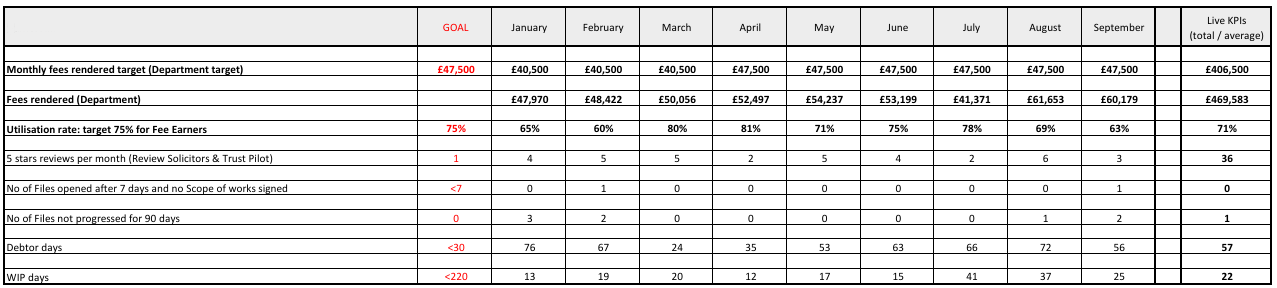 GOAL January February March April May June July August September Live KPIs
(total / average)
Monthly fees rendered target (Department target) £47,500 £40,500 £40,500 £40,500 £47,500 £47,500 £47,500 £47,500 £47,500 £47,500 £406,500
Fees rendered (Department) £47,970 £48,422 £50,056 £52,497 £54,237 £53,199 £41,371 £61,653 £60,179 £469,583
Utilisation rate: target 75% for Fee Earners 75% 65% 60% 80% 81% 71% 75% 78% 69% 63% 71%
5 stars reviews per month (Review Solicitors & Trust Pilot) 1 4 5 5 2 5 4 2 6 3 36
No of Files opened after 7 days and no Scope of works signed <7 0 1 0 0 0 0 0 0 1 0
No of Files not progressed for 90 days 0 3 2 0 0 0 0 0 1 2 1
Debtor days <30 76 67 24 35 53 63 66 72 56 57
WIP days <220 13 19 20 12 17 15 41 37 25 22